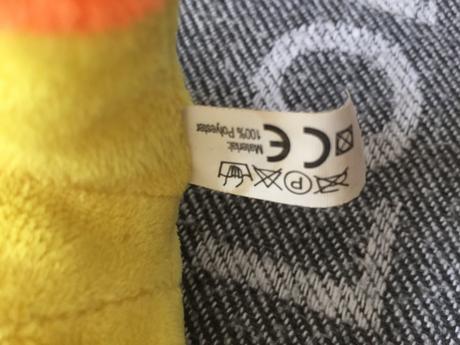 Material:
100% Polyester
CE
P